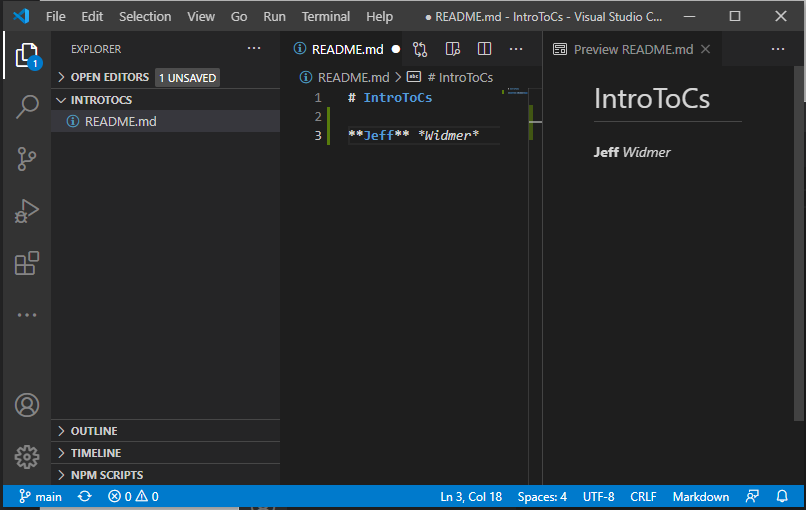 File Edit Selection View Go Run Terminal Help ● README.md - IntroToCs - Visual Studio C...
EXPLORER
OPEN EDITORS 1 UNSAVED
INTROTOCS
README.md
OUTLINE
TIMELINE
NPM SCRIPTS
1
README.md
README.md > abc # IntroToCs
1 # IntroToCs
2
3 **Jeff** *Widmer*
Preview README.md
IntroToCs
Jeff Widmer
main 0 0 Ln 3, Col 18 Spaces: 4 UTF-8 CRLF Markdown